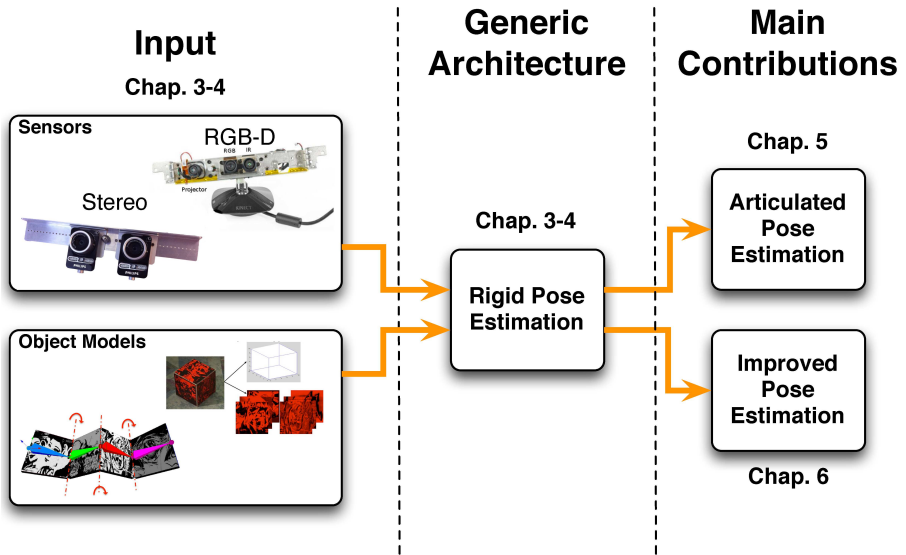 Input
Chap. 3-4
Generic
Architecture
Main
Contributions
Sensors
RGB-D
RGB IR
Projector
Stereo
Object Models
Chap. 3-4
Rigid Pose
Estimation
Chap. 5
Articulated
Pose
Estimation
Improved
Pose
Estimation
Chap. 6